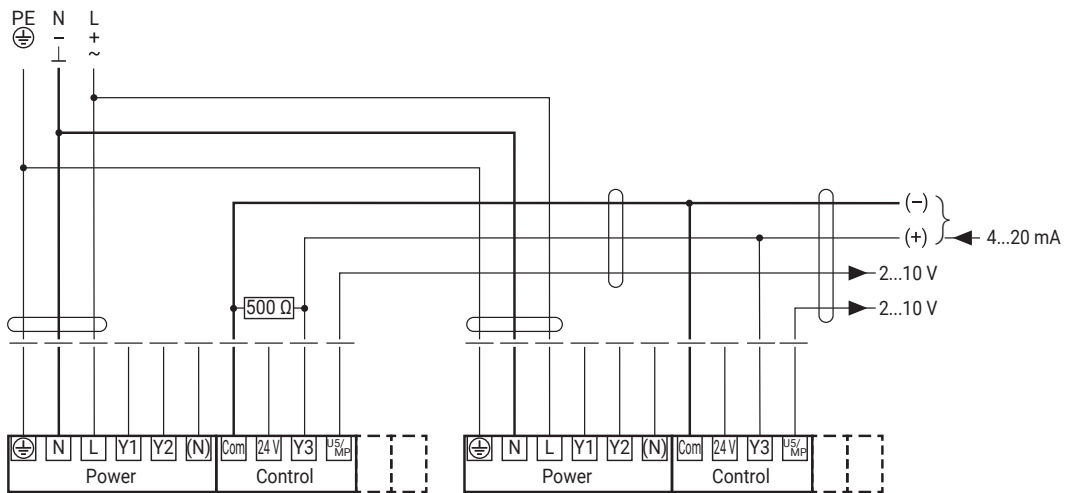 PE N L
– +
⊥ ~
(–)
(+) 4...20 mA
2...10 V
500 Ω 2...10 V
N L Y1 Y2 (N) Com 24 V Y3 U5/MP N L Y1 Y2 (N) Com 24 V Y3 U5/MP
Power Control Power Control